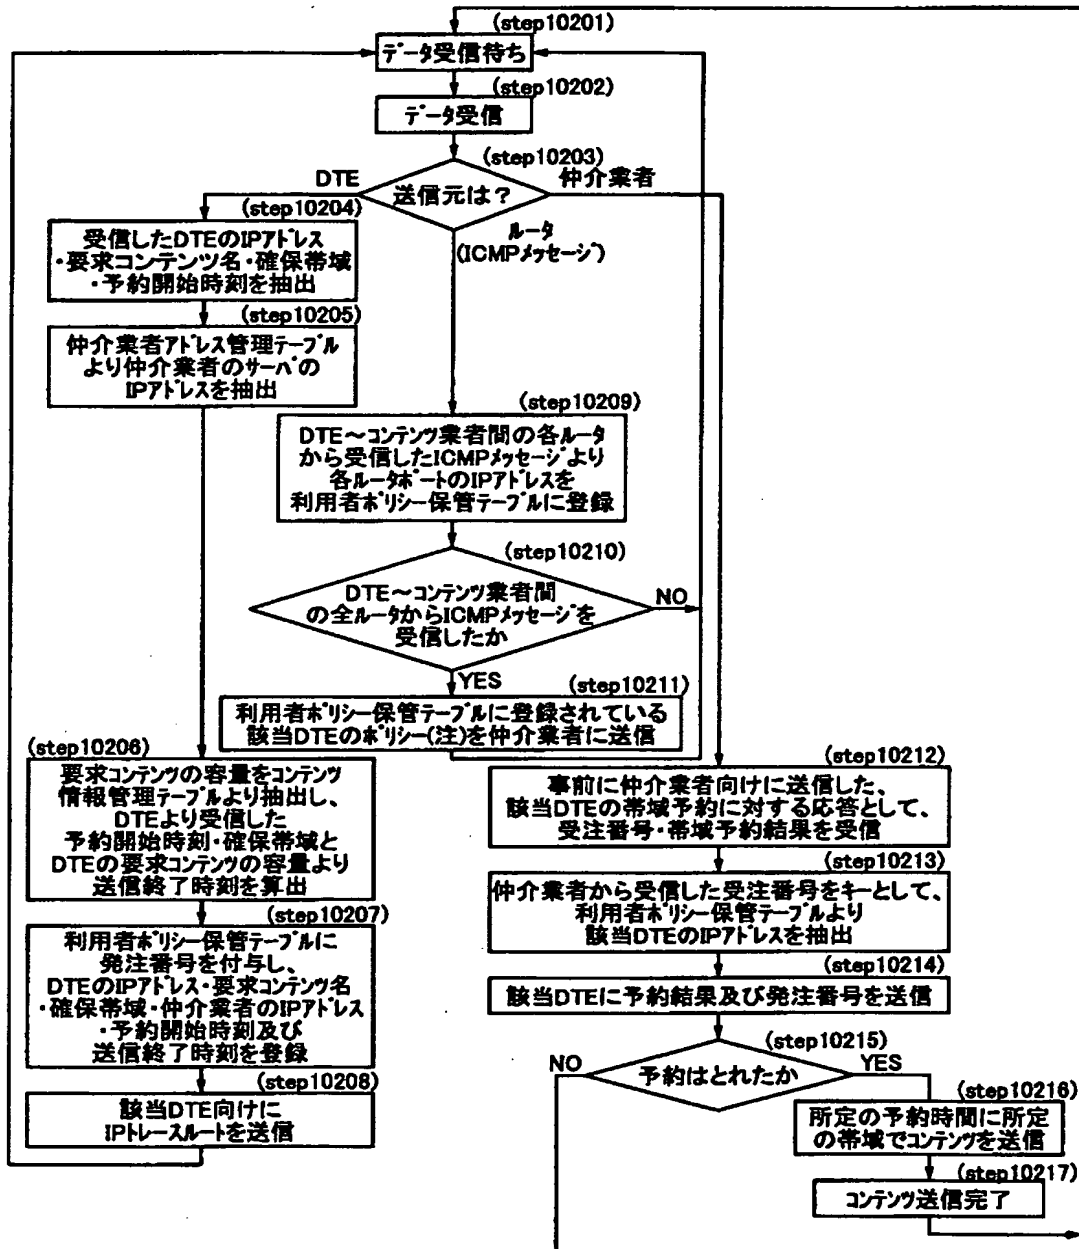 (step10201)
データ受信待ち
(step10202)
データ受信
(step10203)
送信元は？
DTE
仲介業者
ルータ
(ICMPメッセージ)
(step10204)
受信したDTEのIPアドレス
・要求コンテンツ名・確保帯域
・予約開始時刻を抽出
(step10205)
仲介業者アドレス管理テーブル
より仲介業者のサーバの
IPアドレスを抽出
(step10206)
要求コンテンツの容量をコンテンツ
情報管理テーブルより抽出し、
DTEより受信した
予約開始時刻・確保帯域と
DTEの要求コンテンツの容量より
送信終了時刻を算出
(step10207)
利用者ポリシー保管テーブルに
発注番号を付与し、
DTEのIPアドレス・要求コンテンツ名
・確保帯域・仲介業者のIPアドレス
・予約開始時刻及び
送信終了時刻を登録
(step10208)
該当DTE向けに
IPトレースルートを送信
(step10209)
DTE～コンテンツ業者間の各ルータ
から受信したICMPメッセージより
各ルータポートのIPアドレスを
利用者ポリシー保管テーブルに登録
(step10210)
DTE～コンテンツ業者間
の全ルータからICMPメッセージを
受信したか
NO
YES
(step10211)
利用者ポリシー保管テーブルに登録されている
該当DTEのポリシー(注)を仲介業者に送信
(step10212)
事前に仲介業者向けに送信した、
該当DTEの帯域予約に対する応答として、
受注番号・帯域予約結果を受信
(step10213)
仲介業者から受信した受注番号をキーとして、
利用者ポリシー保管テーブルより
該当DTEのIPアドレスを抽出
(step10214)
該当DTEに予約結果及び発注番号を送信
(step10215)
予約はとれたか
NO
YES
(step10216)
所定の予約時間に所定
の帯域でコンテンツを送信
(step10217)
コンテンツ送信完了